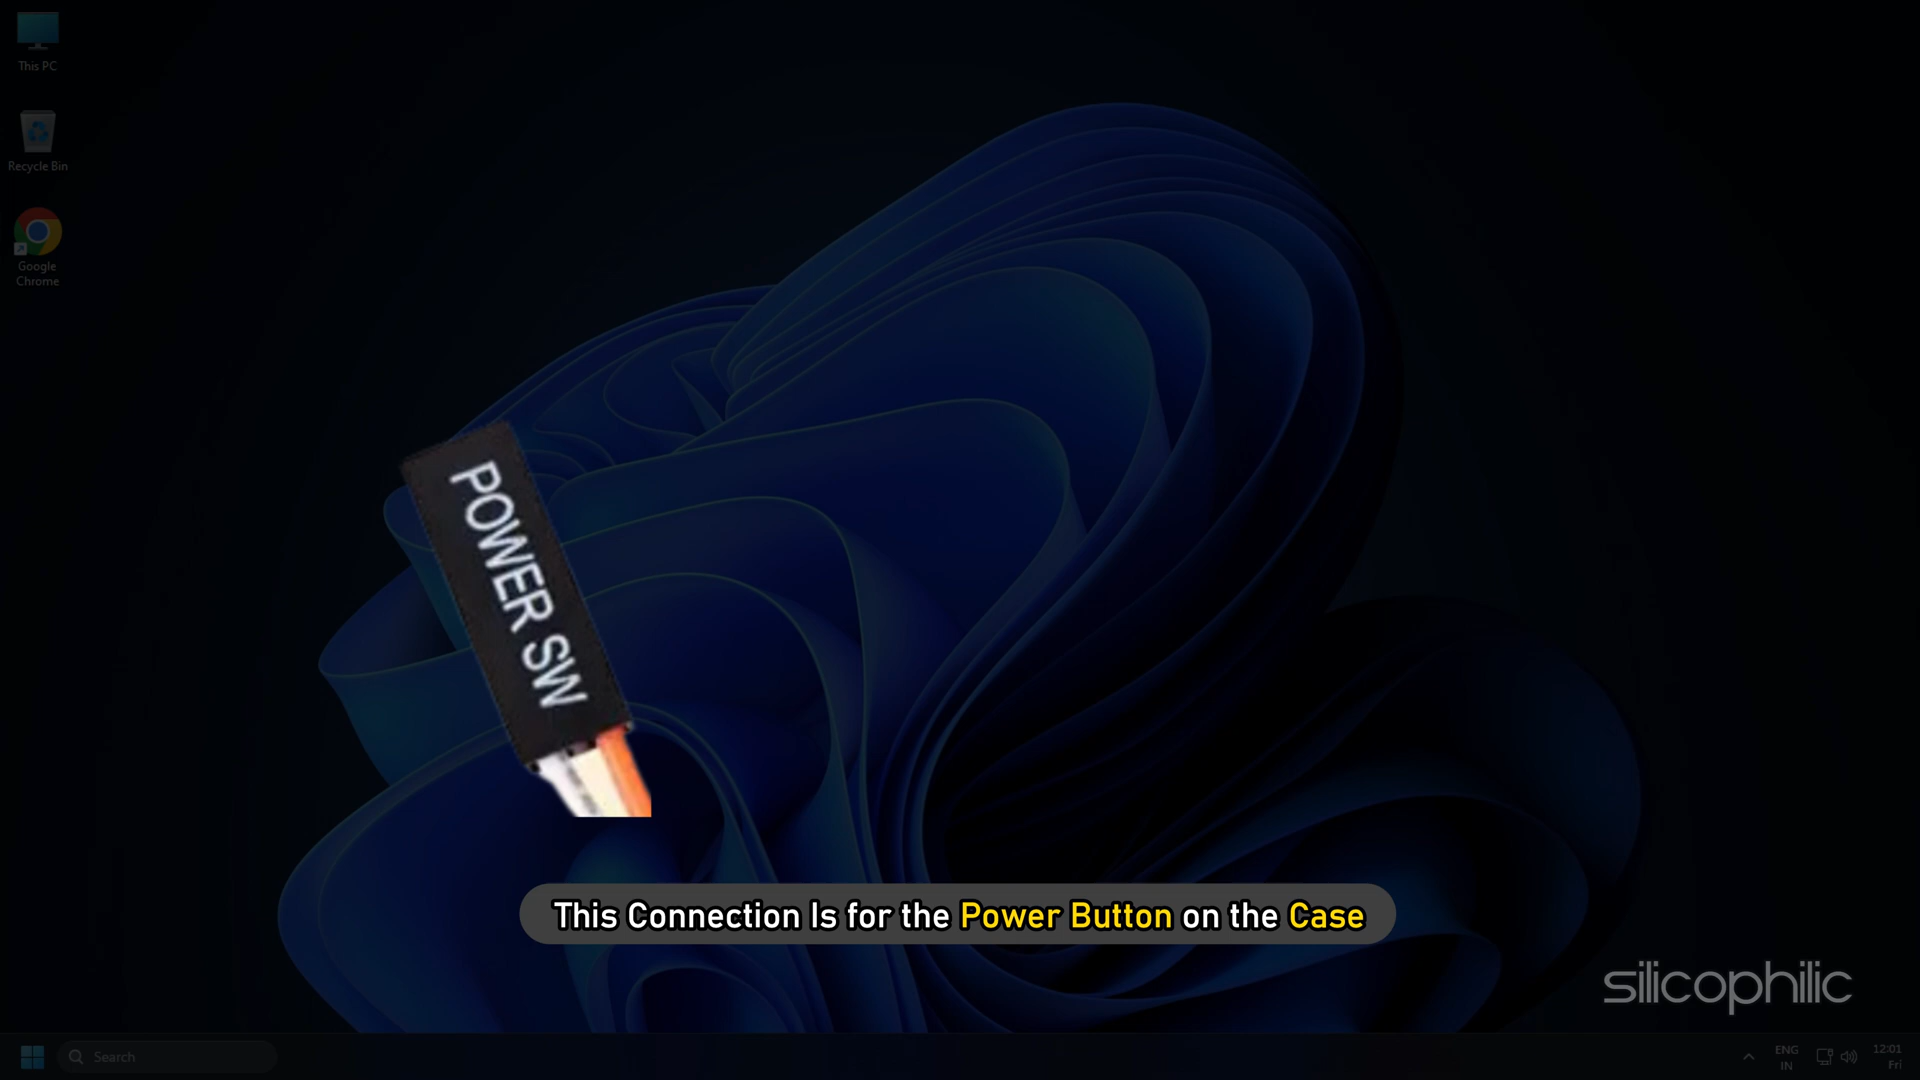 This PC
Recycle Bin
Google
Chrome
POWER SW
This Connection Is for the Power Button on the Case
silicophilic
Search
ENG
IN
12:01
Fri